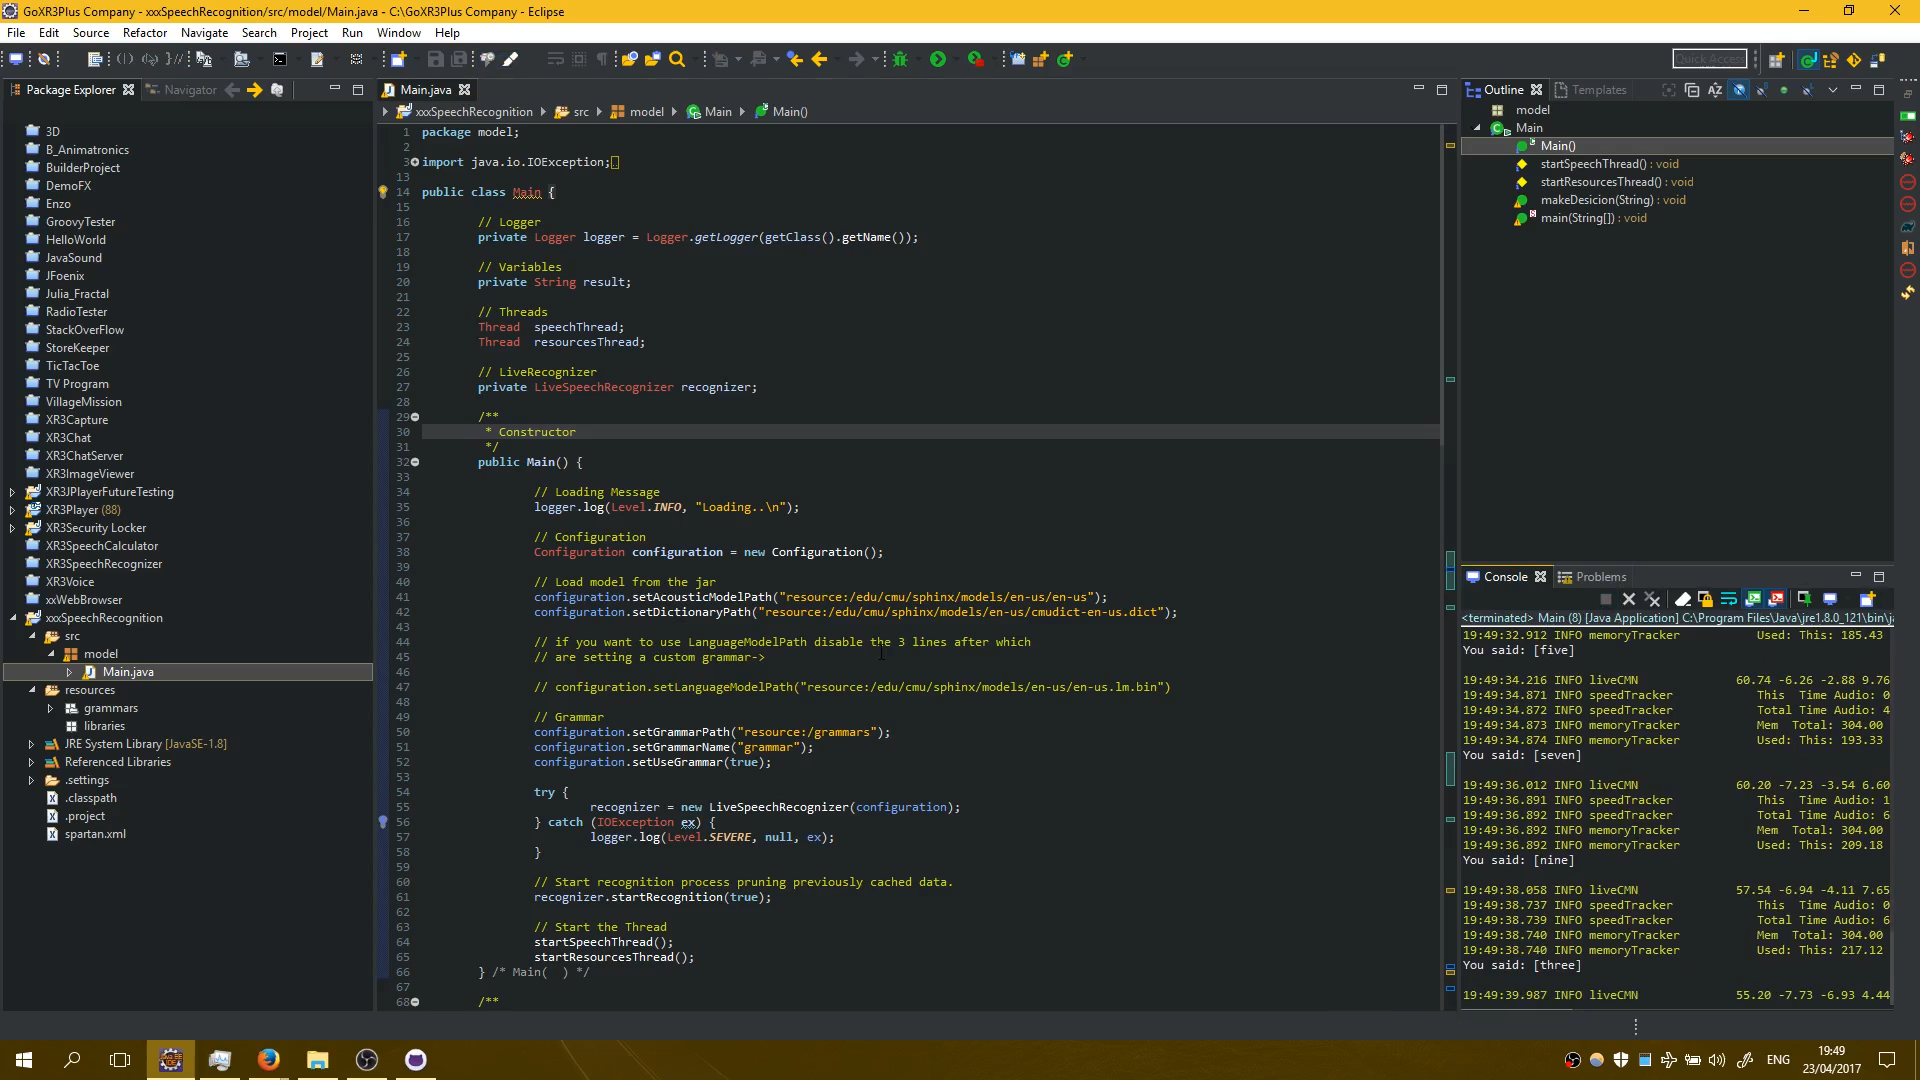 GoXR3Plus Company - xxxSpeechRecognition/src/model/Main.java - C:\GoXR3Plus Company - Eclipse
File Edit Source Refactor Navigate Search Project Run Window Help
Quick Access
Package Explorer
Navigator
3D
B_Animatronics
BuilderProject
DemoFX
Enzo
GroovyTester
HelloWorld
JavaSound
JFoenix
Julia_Fractal
RadioTester
StackOverFlow
StoreKeeper
TicTacToe
TV Program
VillageMission
XR3Capture
XR3Chat
XR3ChatServer
XR3ImageViewer
XR3JPlayerFutureTesting
XR3Player (88)
XR3Security Locker
XR3SpeechCalculator
XR3SpeechRecognizer
XR3Voice
xxWebBrowser
xxxSpeechRecognition
src
model
Main.java
resources
grammars
libraries
JRE System Library [JavaSE-1.8]
Referenced Libraries
.settings
.classpath
.project
spartan.xml
Main.java
xxxSpeechRecognition src model Main Main()
1 package model;
2
3 import java.io.IOException;
13
14 public class Main {
15
16 // Logger
17 private Logger logger = Logger.getLogger(getClass().getName());
18
19 // Variables
20 private String result;
21
22 // Threads
23 Thread speechThread;
24 Thread resourcesThread;
25
26 // LiveRecognizer
27 private LiveSpeechRecognizer recognizer;
28
29 /**
30 * Constructor
31 */
32 public Main() {
33
34 // Loading Message
35 logger.log(Level.INFO, "Loading..\n");
36
37 // Configuration
38 Configuration configuration = new Configuration();
39
40 // Load model from the jar
41 configuration.setAcousticModelPath("resource:/edu/cmu/sphinx/models/en-us/en-us");
42 configuration.setDictionaryPath("resource:/edu/cmu/sphinx/models/en-us/cmudict-en-us.dict");
43
44 // if you want to use LanguageModelPath disable the 3 lines after which
45 // are setting a custom grammar->
46
47 // configuration.setLanguageModelPath("resource:/edu/cmu/sphinx/models/en-us/en-us.lm.bin")
48
49 // Grammar
50 configuration.setGrammarPath("resource:/grammars");
51 configuration.setGrammarName("grammar");
52 configuration.setUseGrammar(true);
53
54 try {
55 recognizer = new LiveSpeechRecognizer(configuration);
56 } catch (IOException ex) {
57 logger.log(Level.SEVERE, null, ex);
58 }
59
60 // Start recognition process pruning previously cached data.
61 recognizer.startRecognition(true);
62
63 // Start the Thread
64 startSpeechThread();
65 startResourcesThread();
66 } /* Main( ) */
67
68 /**
Outline
Templates
model
Main
Main()
startSpeechThread() : void
startResourcesThread() : void
makeDesicion(String) : void
main(String[]) : void
Console
Problems
<terminated> Main (8) [Java Application] C:\Program Files\Java\jre1.8.0_121\bin\ja
19:49:32.912 INFO memoryTracker Used: This: 185.43
You said: [five]
19:49:34.216 INFO liveCMN 60.74 -6.26 -2.88 9.76
19:49:34.871 INFO speedTracker This Time Audio: 0
19:49:34.872 INFO speedTracker Total Time Audio: 4
19:49:34.873 INFO memoryTracker Mem Total: 304.00
19:49:34.874 INFO memoryTracker Used: This: 193.33
You said: [seven]
19:49:36.012 INFO liveCMN 60.20 -7.23 -3.54 6.60
19:49:36.891 INFO speedTracker This Time Audio: 1
19:49:36.892 INFO speedTracker Total Time Audio: 6
19:49:36.892 INFO memoryTracker Mem Total: 304.00
19:49:36.892 INFO memoryTracker Used: This: 209.18
You said: [nine]
19:49:38.058 INFO liveCMN 57.54 -6.94 -4.11 7.65
19:49:38.737 INFO speedTracker This Time Audio: 0
19:49:38.739 INFO speedTracker Total Time Audio: 6
19:49:38.740 INFO memoryTracker Mem Total: 304.00
19:49:38.740 INFO memoryTracker Used: This: 217.12
You said: [three]
19:49:39.987 INFO liveCMN 55.20 -7.73 -6.93 4.44
ENG
19:49
23/04/2017